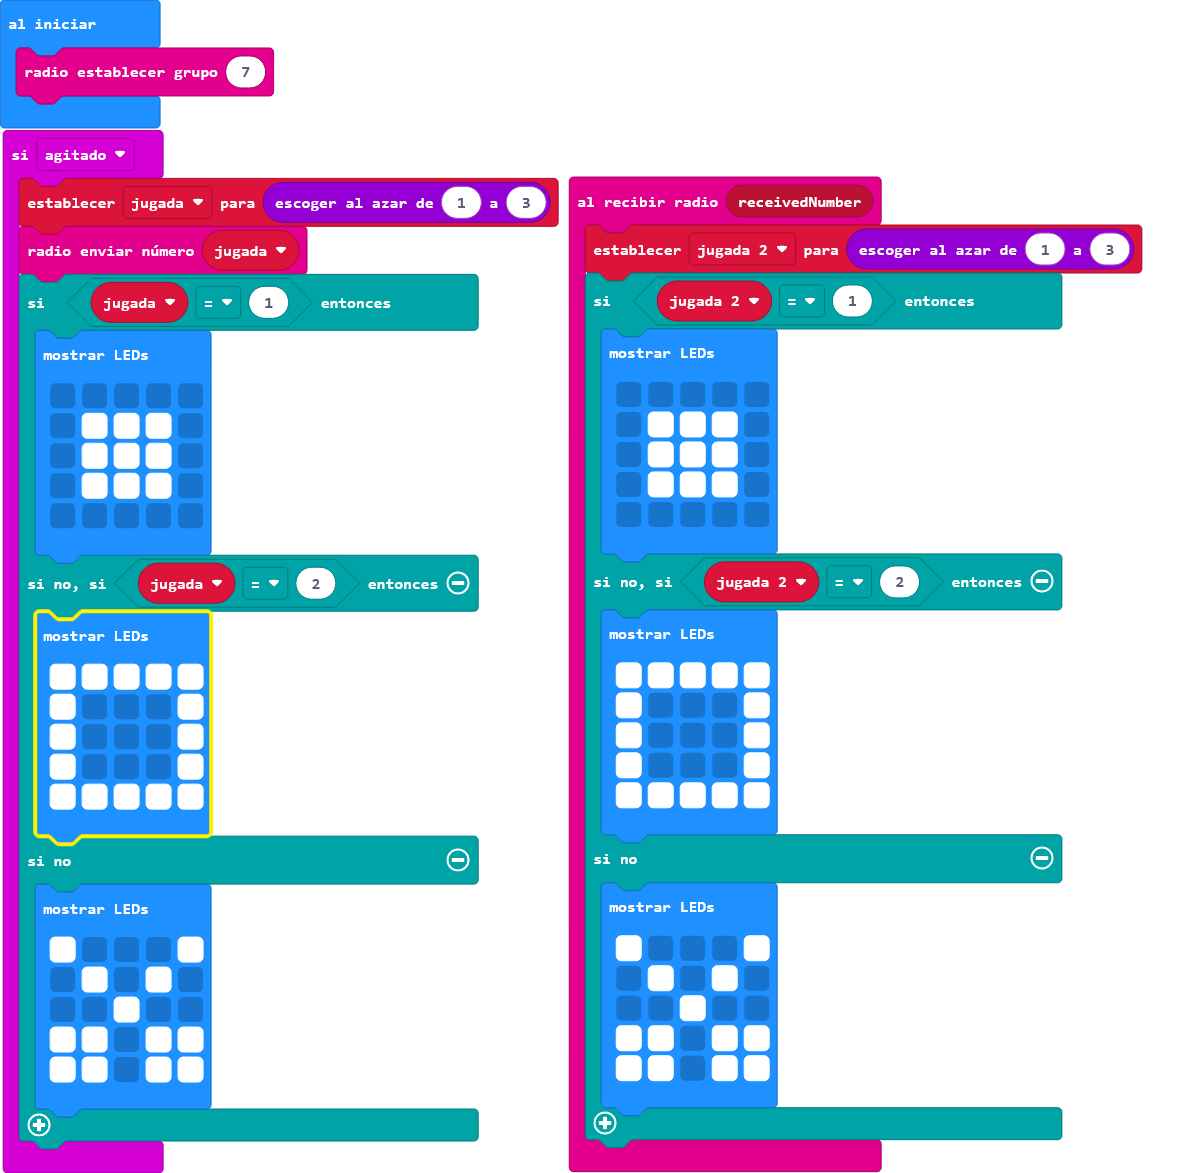 al iniciar
radio establecer grupo 7
si agitado
establecer jugada para escoger al azar de 1 a 3
radio enviar número jugada
si jugada = 1 entonces
mostrar LEDs
si no, si jugada = 2 entonces
mostrar LEDs
si no
mostrar LEDs
al recibir radio receivedNumber
establecer jugada 2 para escoger al azar de 1 a 3
si jugada 2 = 1 entonces
mostrar LEDs
si no, si jugada 2 = 2 entonces
mostrar LEDs
si no
mostrar LEDs